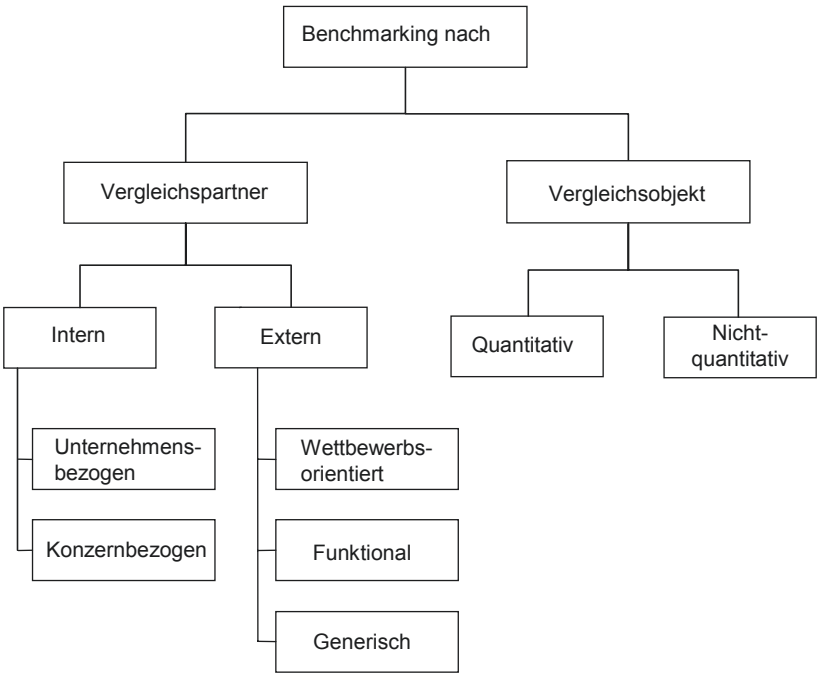 Benchmarking nach
Vergleichspartner
Vergleichsobjekt
Intern
Extern
Quantitativ
Nicht-
quantitativ
Unternehmens-
bezogen
Wettbewerbs-
orientiert
Konzernbezogen
Funktional
Generisch